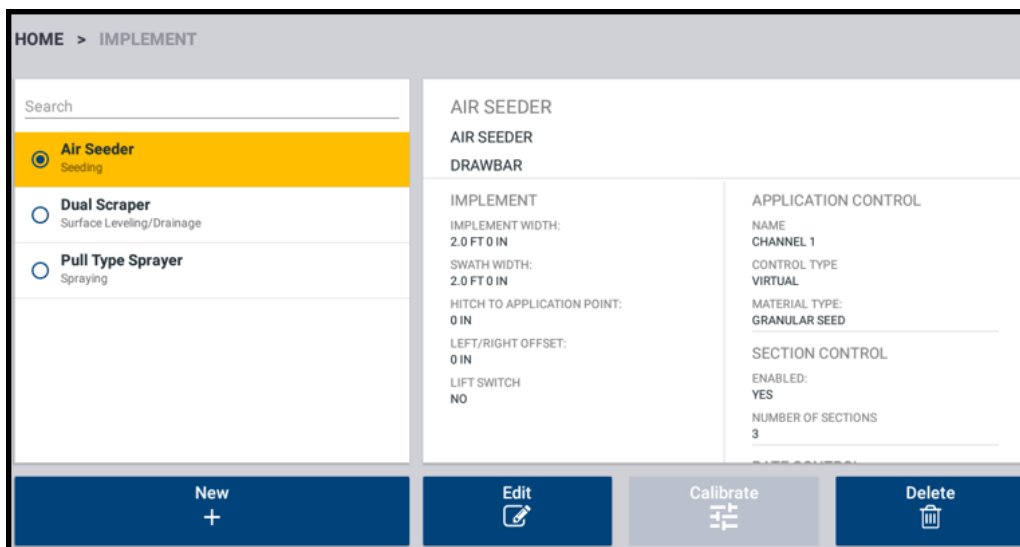 HOME > IMPLEMENT
Search
Air Seeder
Seeding
Dual Scraper
Surface Leveling/Drainage
Pull Type Sprayer
Spraying
AIR SEEDER
AIR SEEDER
DRAWBAR
IMPLEMENT
IMPLEMENT WIDTH:
2.0 FT 0 IN
SWATH WIDTH:
2.0 FT 0 IN
HITCH TO APPLICATION POINT:
0 IN
LEFT/RIGHT OFFSET:
0 IN
LIFT SWITCH
NO
APPLICATION CONTROL
NAME
CHANNEL 1
CONTROL TYPE
VIRTUAL
MATERIAL TYPE:
GRANULAR SEED
SECTION CONTROL
ENABLED:
YES
NUMBER OF SECTIONS
3
New
Edit
Calibrate
Delete